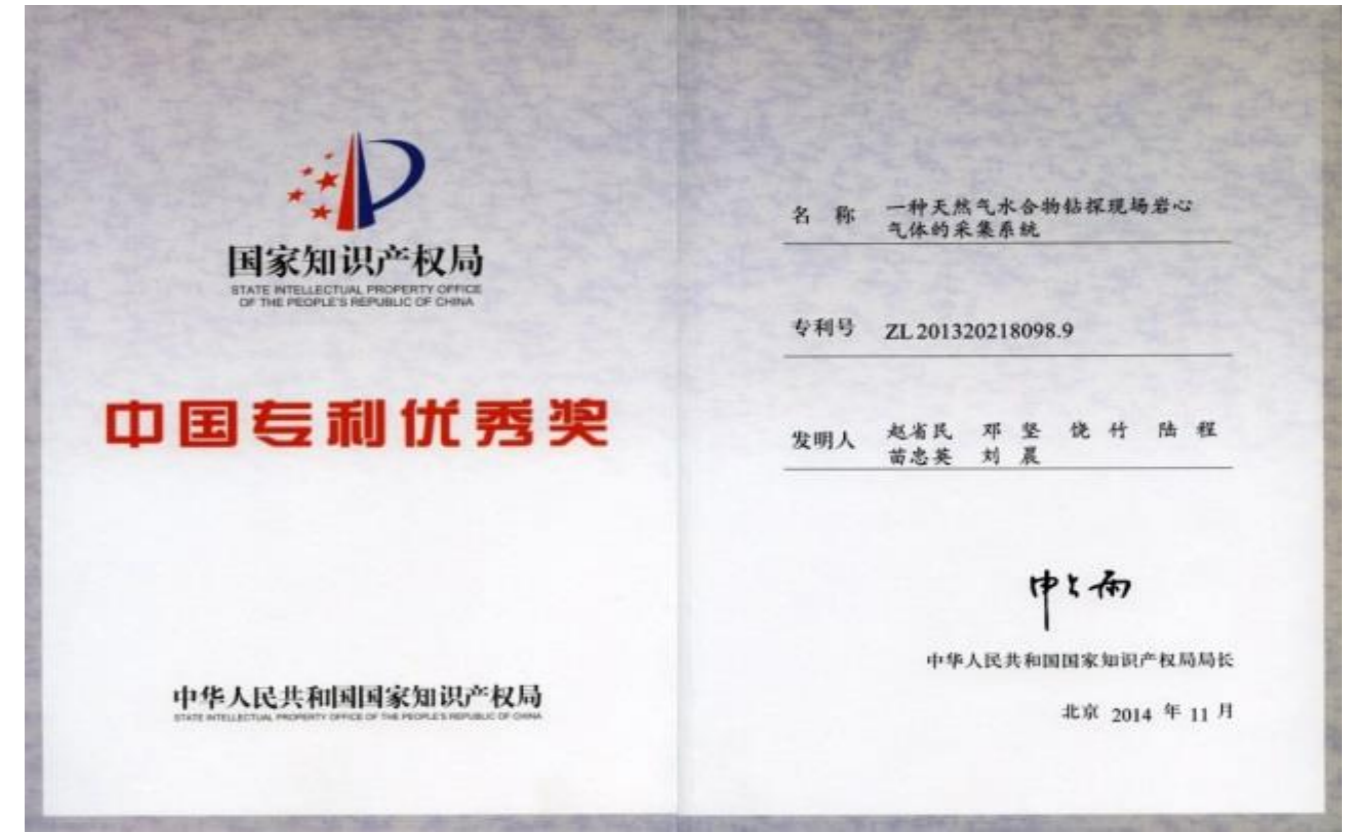 国家知识产权局
STATE INTELLECTUAL PROPERTY OFFICE
OF THE PEOPLE'S REPUBLIC OF CHINA
中国专利优秀奖
中华人民共和国国家知识产权局
STATE INTELLECTUAL PROPERTY OFFICE OF THE PEOPLE'S REPUBLIC OF CHINA
名 称 一种天然气水合物钻探现场岩心
气体的采集系统
专利号 ZL 201320218098.9
发明人 赵省民 邓 坚 饶 竹 陆 程
苗忠英 刘 晨
申长雨
中华人民共和国国家知识产权局局长
北京 2014 年 11 月